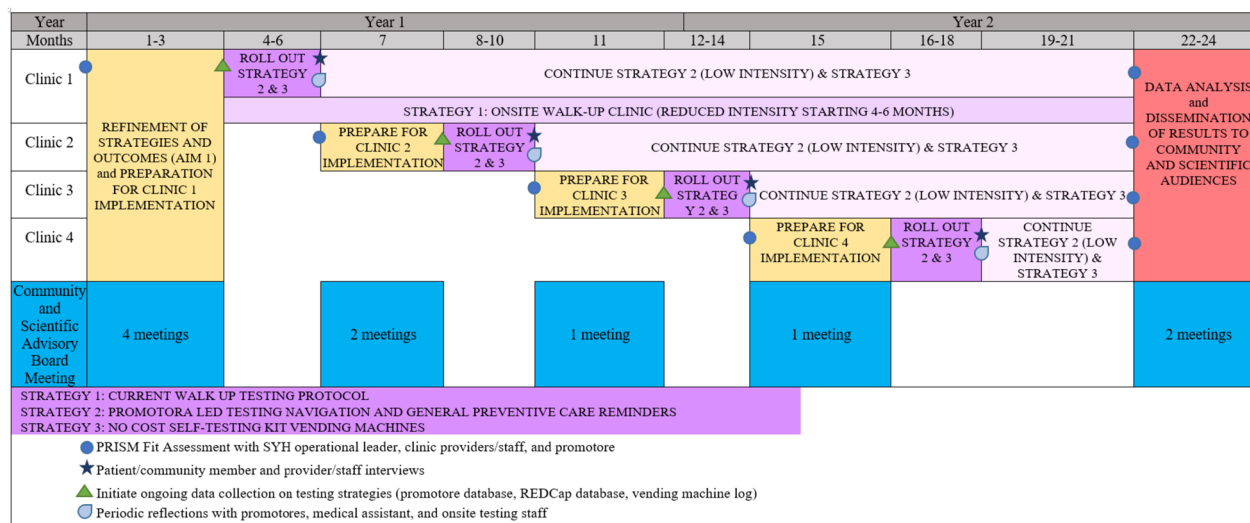 Year Year 1 Year 2
Months 1-3 4-6 7 8-10 11 12-14 15 16-18 19-21 22-24
Clinic 1
REFINEMENT OF
STRATEGIES AND
OUTCOMES (AIM 1)
and PREPARATION
FOR CLINIC 1
IMPLEMENTATION
ROLL OUT
STRATEGY
2 & 3
CONTINUE STRATEGY 2 (LOW INTENSITY) & STRATEGY 3
STRATEGY 1: ONSITE WALK-UP CLINIC (REDUCED INTENSITY STARTING 4-6 MONTHS)
DATA ANALYSIS
and
DISSEMINATION
OF RESULTS TO
COMMUNITY
AND SCIENTIFIC
AUDIENCES
Clinic 2
PREPARE FOR
CLINIC 2
IMPLEMENTATION
ROLL OUT
STRATEGY
2 & 3
CONTINUE STRATEGY 2 (LOW INTENSITY) & STRATEGY 3
Clinic 3
PREPARE FOR
CLINIC 3
IMPLEMENTATION
ROLL OUT
STRATEG
Y 2 & 3
CONTINUE STRATEGY 2 (LOW INTENSITY) & STRATEGY 3
Clinic 4
PREPARE FOR
CLINIC 4
IMPLEMENTATION
ROLL OUT
STRATEGY
2 & 3
CONTINUE
STRATEGY 2 (LOW
INTENSITY) &
STRATEGY 3
Community
and
Scientific
Advisory
Board
Meeting
4 meetings
2 meetings
1 meeting
1 meeting
2 meetings
STRATEGY 1: CURRENT WALK UP TESTING PROTOCOL
STRATEGY 2: PROMOTORA LED TESTING NAVIGATION AND GENERAL PREVENTIVE CARE REMINDERS
STRATEGY 3: NO COST SELF-TESTING KIT VENDING MACHINES
PRISM Fit Assessment with SYH operational leader, clinic providers/staff, and promotore
Patient/community member and provider/staff interviews
Initiate ongoing data collection on testing strategies (promotore database, REDCap database, vending machine log)
Periodic reflections with promotores, medical assistant, and onsite testing staff